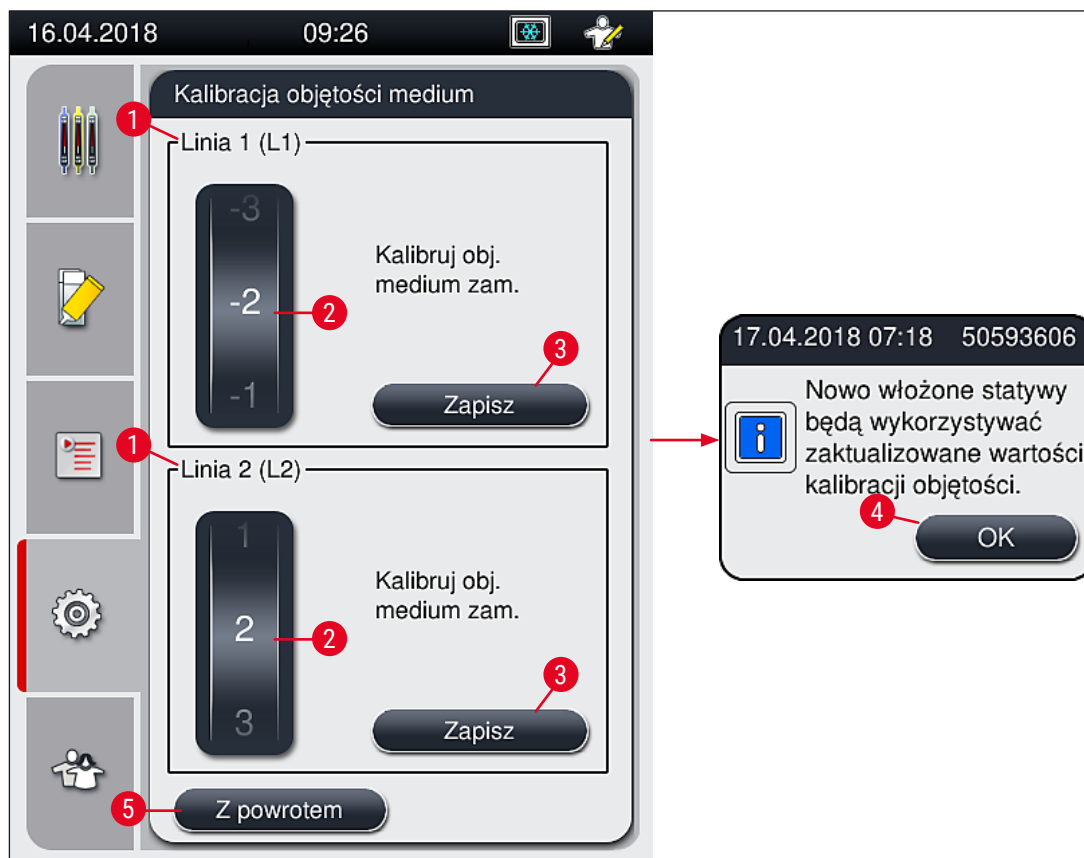 16.04.2018 09:26
Kalibracja objętości medium
1
Linia 1 (L1)
-3
-2
-1
2
Kalibruj obj.
medium zam.
3
Zapisz
1
Linia 2 (L2)
1
2
3
2
Kalibruj obj.
medium zam.
3
Zapisz
5
Z powrotem
17.04.2018 07:18 50593606
i
Nowo włożone statywy
będą wykorzystywać
zaktualizowane wartości
kalibracji objętości.
4
OK